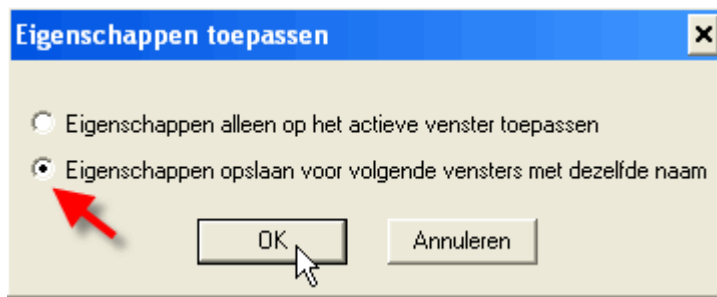 Eigenschappen toepassen
Eigenschappen alleen op het actieve venster toepassen
Eigenschappen opslaan voor volgende vensters met dezelfde naam
OK
Annuleren